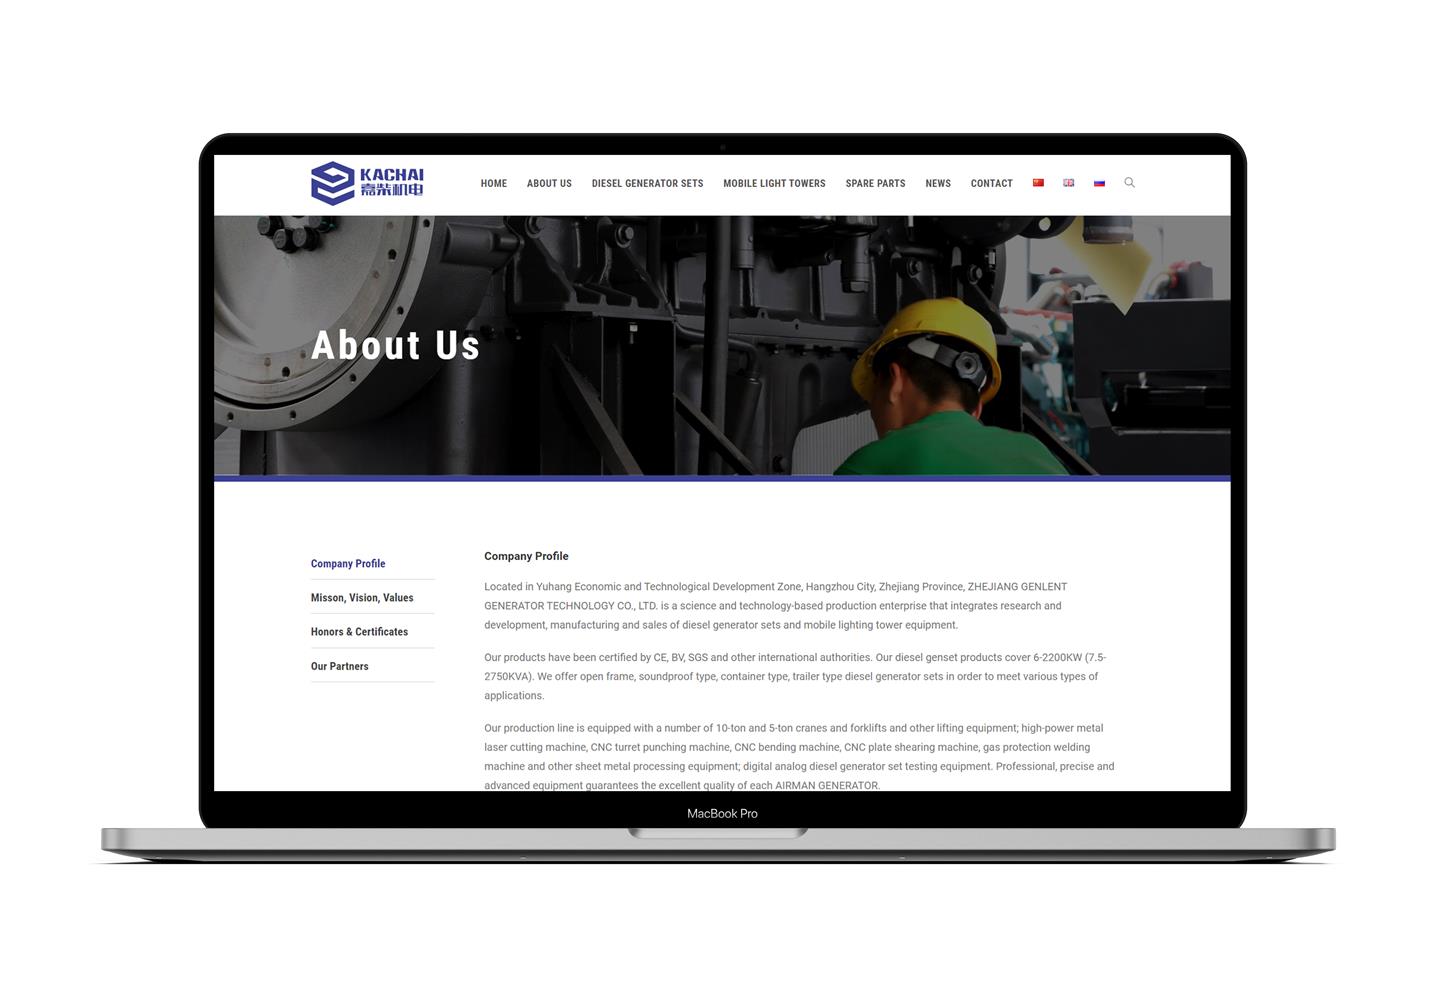 KACHAI
嘉柴机电
HOME ABOUT US DIESEL GENERATOR SETS MOBILE LIGHT TOWERS SPARE PARTS NEWS CONTACT
About Us
Company Profile
Misson, Vision, Values
Honors & Certificates
Our Partners
Company Profile
Located in Yuhang Economic and Technological Development Zone, Hangzhou City, Zhejiang Province, ZHEJIANG GENLENT
GENERATOR TECHNOLOGY CO., LTD. is a science and technology-based production enterprise that integrates research and
development, manufacturing and sales of diesel generator sets and mobile lighting tower equipment.
Our products have been certified by CE, BV, SGS and other international authorities. Our diesel genset products cover 6-2200KW (7.5-
2750KVA). We offer open frame, soundproof type, container type, trailer type diesel generator sets in order to meet various types of
applications.
Our production line is equipped with a number of 10-ton and 5-ton cranes and forklifts and other lifting equipment; high-power metal
laser cutting machine, CNC turret punching machine, CNC bending machine, CNC plate shearing machine, gas protection welding
machine and other sheet metal processing equipment; digital analog diesel generator set testing equipment. Professional, precise and
advanced equipment guarantees the excellent quality of each AIRMAN GENERATOR.
MacBook Pro